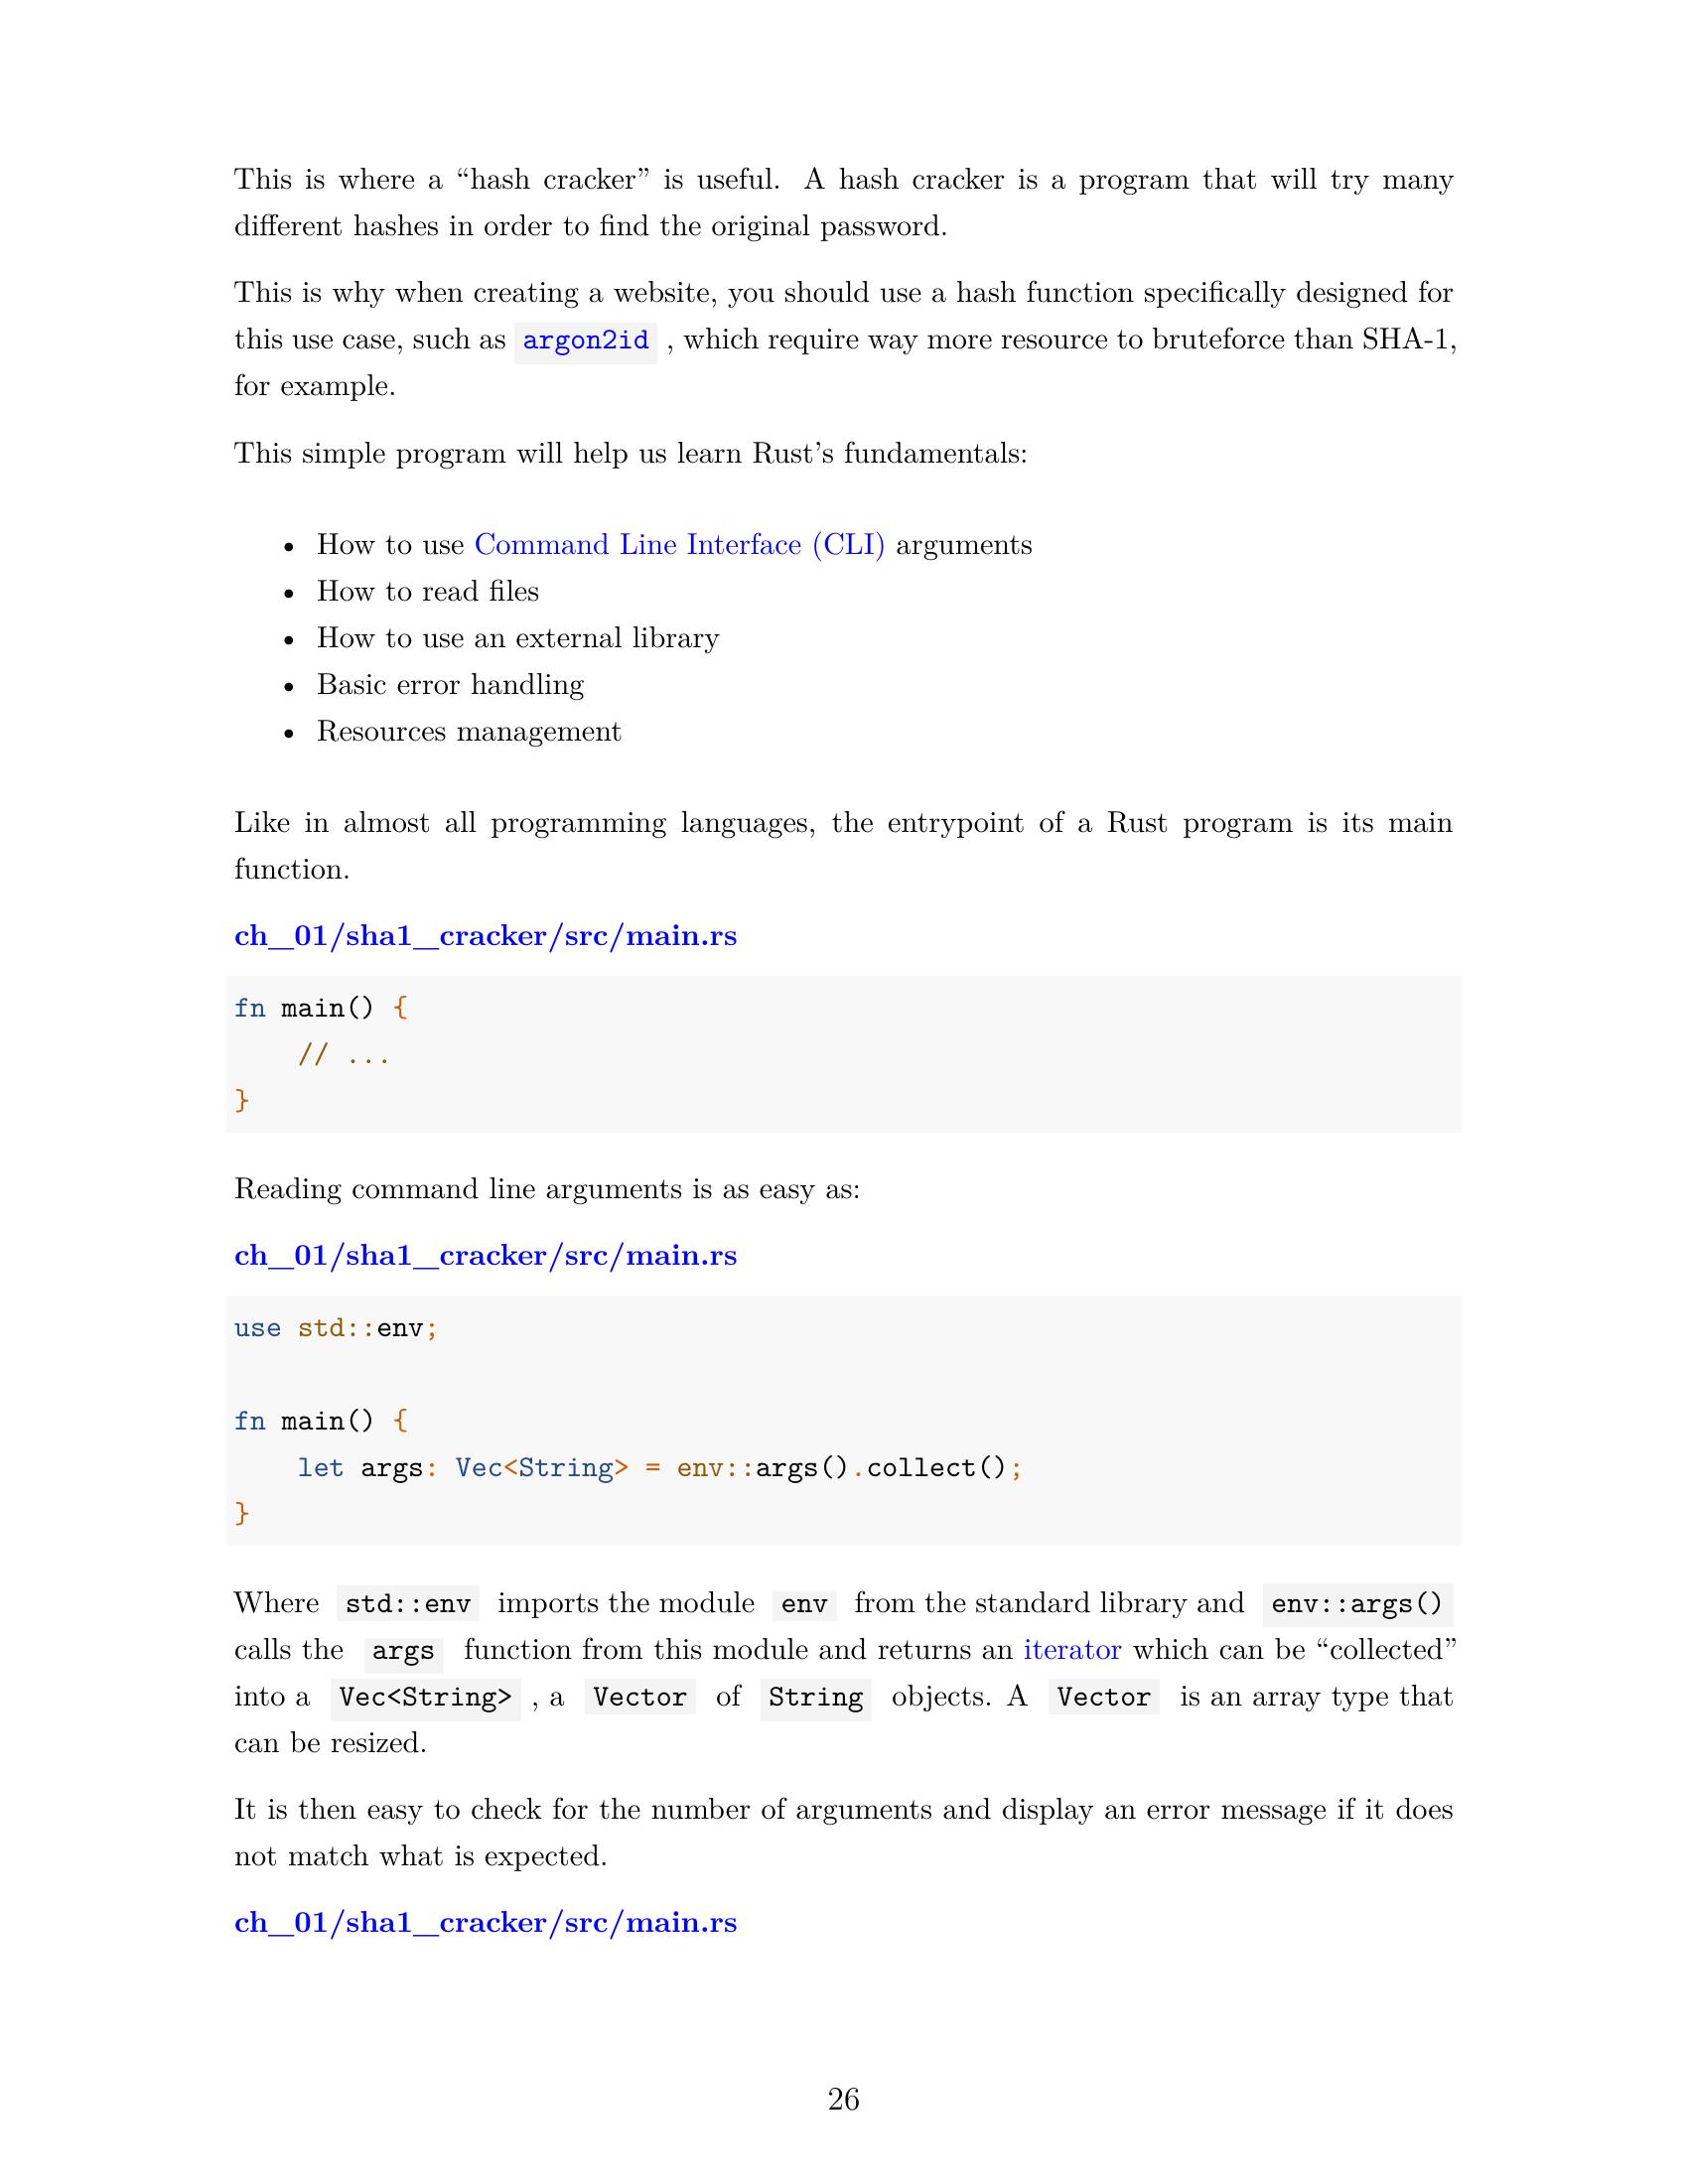 This is where a “hash cracker” is useful. A hash cracker is a program that will try many
different hashes in order to find the original password.
This is why when creating a website, you should use a hash function specifically designed for
this use case, such as argon2id , which require way more resource to bruteforce than SHA-1,
for example.
This simple program will help us learn Rust’s fundamentals:
• How to use Command Line Interface (CLI) arguments
• How to read files
• How to use an external library
• Basic error handling
• Resources management
Like in almost all programming languages, the entrypoint of a Rust program is its main
function.
ch_01/sha1_cracker/src/main.rs
fn main() {
    // ...
}
Reading command line arguments is as easy as:
ch_01/sha1_cracker/src/main.rs
use std::env;
fn main() {
    let args: Vec<String> = env::args().collect();
}
Where std::env imports the module env from the standard library and env::args()
calls the args function from this module and returns an iterator which can be “collected”
into a Vec<String> , a Vector of String objects. A Vector is an array type that
can be resized.
It is then easy to check for the number of arguments and display an error message if it does
not match what is expected.
ch_01/sha1_cracker/src/main.rs
26